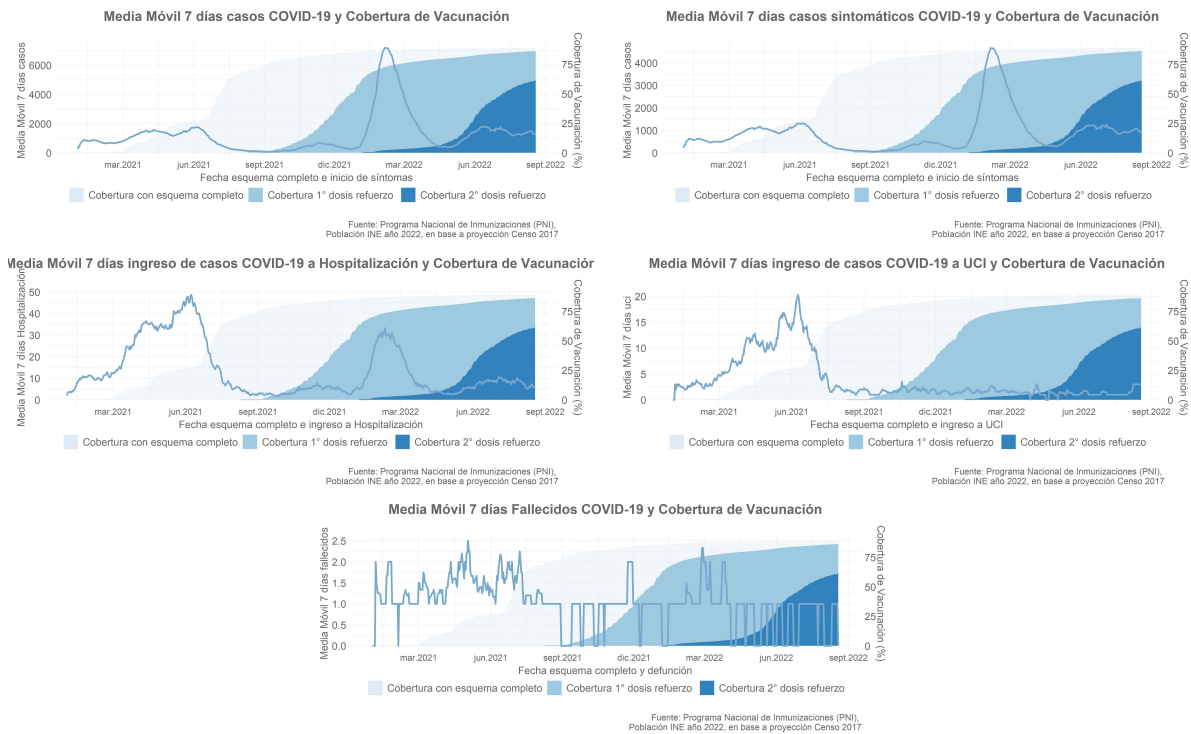 Media Móvil 7 días casos COVID-19 y Cobertura de Vacunación
Media Móvil 7 días casos
6000
4000
2000
0
75
50
25
0
Cobertura de Vacunación (%)
mar.2021 jun.2021 sept.2021 dic.2021 mar.2022 jun.2022 sept.2022
Fecha esquema completo e inicio de síntomas
Cobertura con esquema completo Cobertura 1° dosis refuerzo Cobertura 2° dosis refuerzo
Fuente: Programa Nacional de Inmunizaciones (PNI),
Población INE año 2022, en base a proyección Censo 2017
Media Móvil 7 días casos sintomáticos COVID-19 y Cobertura de Vacunación
Media Móvil 7 días casos
4000
3000
2000
1000
0
75
50
25
0
Cobertura de Vacunación (%)
mar.2021 jun.2021 sept.2021 dic.2021 mar.2022 jun.2022 sept.2022
Fecha esquema completo e inicio de síntomas
Cobertura con esquema completo Cobertura 1° dosis refuerzo Cobertura 2° dosis refuerzo
Fuente: Programa Nacional de Inmunizaciones (PNI),
Población INE año 2022, en base a proyección Censo 2017
Media Móvil 7 días ingreso de casos COVID-19 a Hospitalización y Cobertura de Vacunación
Media Móvil 7 días Hospitalización
50
40
30
20
10
0
75
50
25
0
Cobertura de Vacunación (%)
mar.2021 jun.2021 sept.2021 dic.2021 mar.2022 jun.2022 sept.2022
Fecha esquema completo e ingreso a Hospitalización
Cobertura con esquema completo Cobertura 1° dosis refuerzo Cobertura 2° dosis refuerzo
Fuente: Programa Nacional de Inmunizaciones (PNI),
Población INE año 2022, en base a proyección Censo 2017
Media Móvil 7 días ingreso de casos COVID-19 a UCI y Cobertura de Vacunación
Media Móvil 7 días uci
20
15
10
5
0
75
50
25
0
Cobertura de Vacunación (%)
mar.2021 jun.2021 sept.2021 dic.2021 mar.2022 jun.2022 sept.2022
Fecha esquema completo e ingreso a UCI
Cobertura con esquema completo Cobertura 1° dosis refuerzo Cobertura 2° dosis refuerzo
Fuente: Programa Nacional de Inmunizaciones (PNI),
Población INE año 2022, en base a proyección Censo 2017
Media Móvil 7 días Fallecidos COVID-19 y Cobertura de Vacunación
Media Móvil 7 días fallecidos
2.5
2.0
1.5
1.0
0.5
0.0
75
50
25
0
Cobertura de Vacunación (%)
mar.2021 jun.2021 sept.2021 dic.2021 mar.2022 jun.2022 sept.2022
Fecha esquema completo y defunción
Cobertura con esquema completo Cobertura 1° dosis refuerzo Cobertura 2° dosis refuerzo
Fuente: Programa Nacional de Inmunizaciones (PNI),
Población INE año 2022, en base a proyección Censo 2017